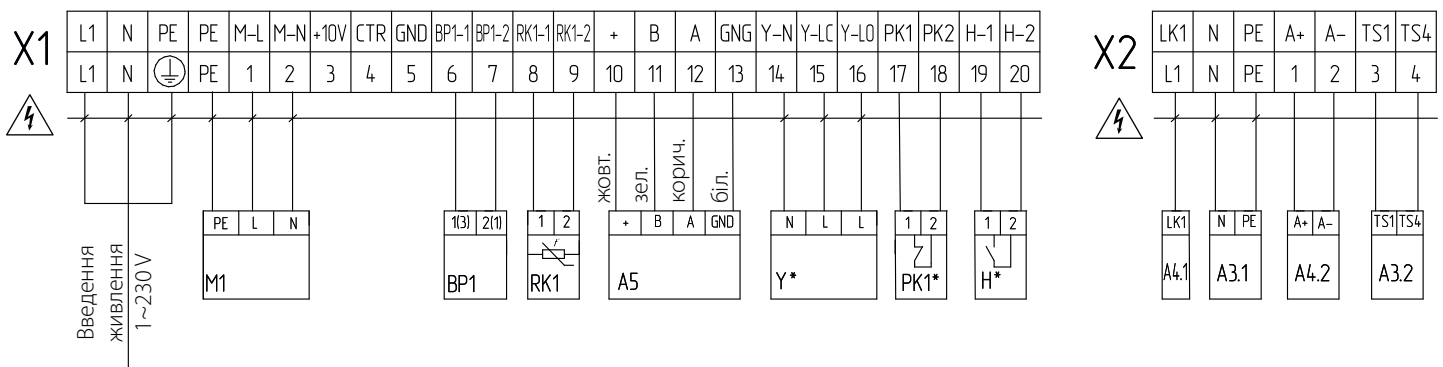 X1
L1 N PE PE M-L M-N +10V CTR GND BP1-1 BP1-2 RK1-1 RK1-2 + B A GNG Y-N Y-LC Y-LO PK1 PK2 H-1 H-2
L1 N PE 1 2 3 4 5 6 7 8 9 10 11 12 13 14 15 16 17 18 19 20
X2
LK1 N PE A+ A- TS1 TS4
L1 N PE 1 2 3 4
жовт.
зел.
корич.
біл.
Введення
живлення
1~230 V
PE L N
M1
1(3) 2(1)
BP1
1 2
RK1
+ B A GND
A5
N L L
Y*
1 2
PK1*
1 2
H*
LK1
A4.1
N PE
A3.1
A+ A-
A4.2
TS1 TS4
A3.2